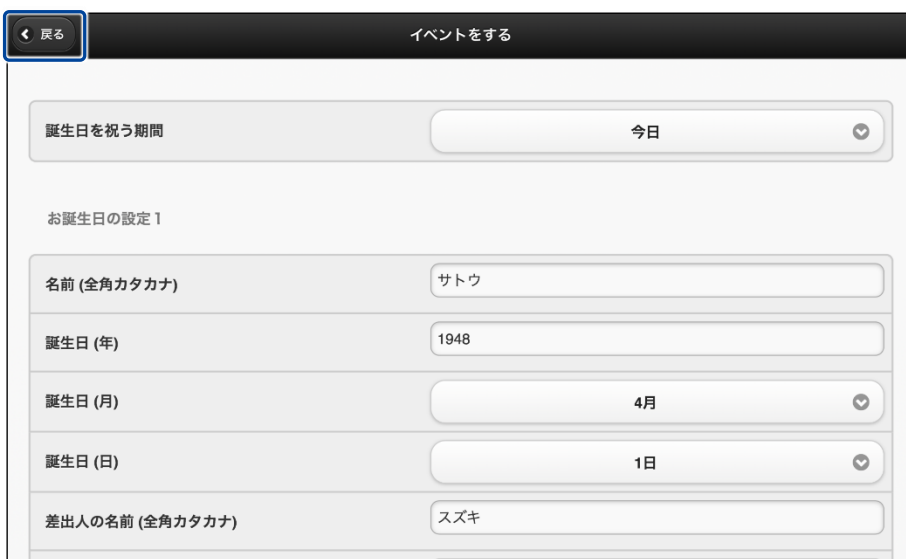 戻る
イベントをする
誕生日を祝う期間
今日
お誕生日の設定1
名前 (全角カタカナ)
サトウ
誕生日 (年)
1948
誕生日 (月)
4月
誕生日 (日)
1日
差出人の名前 (全角カタカナ)
スズキ